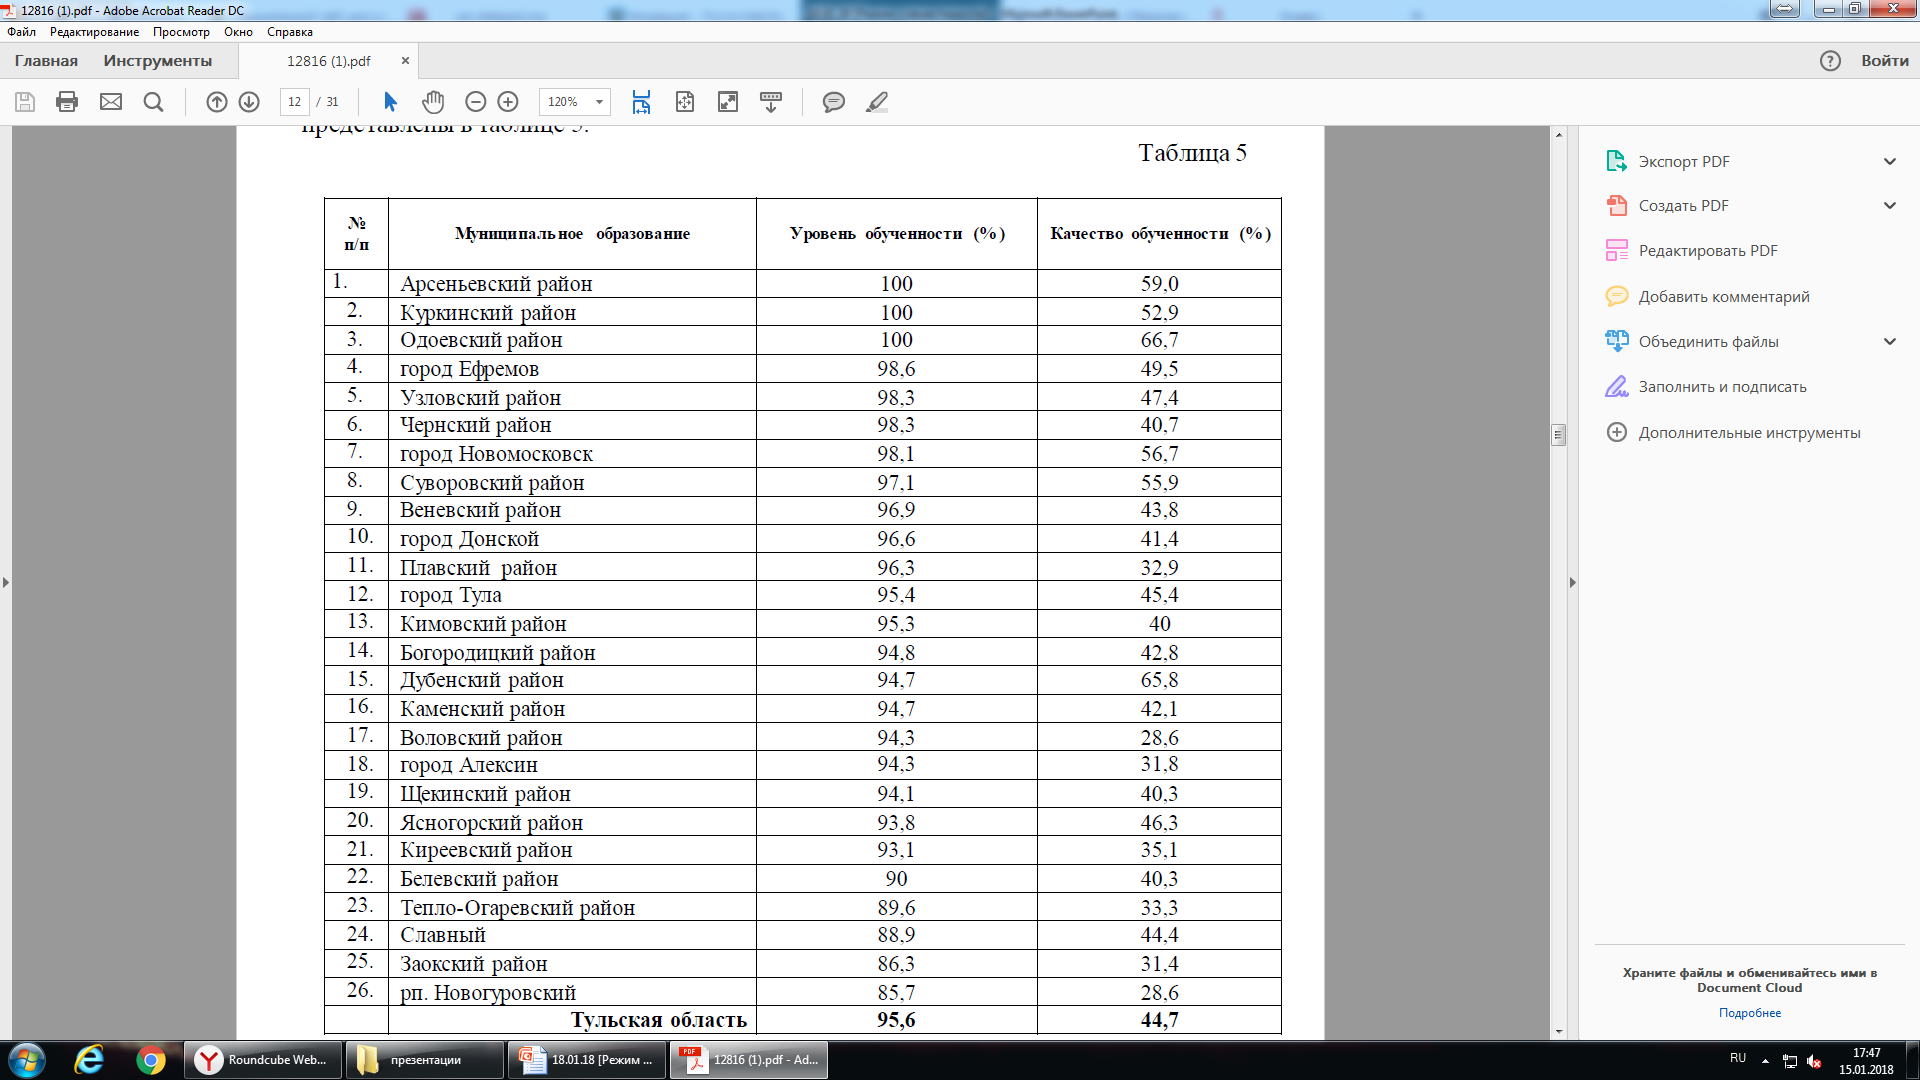 12816 (1).pdf - Adobe Acrobat Reader DC
Файл Редактирование Просмотр Окно Справка
Главная Инструменты 12816 (1).pdf × Войти
12 / 31 120%
представлены в таблице 5.
Таблица 5
№ п/п Муниципальное образование Уровень обученности (%) Качество обученности (%)
1. Арсеньевский район 100 59,0
2. Куркинский район 100 52,9
3. Одоевский район 100 66,7
4. город Ефремов 98,6 49,5
5. Узловский район 98,3 47,4
6. Чернский район 98,3 40,7
7. город Новомосковск 98,1 56,7
8. Суворовский район 97,1 55,9
9. Веневский район 96,9 43,8
10. город Донской 96,6 41,4
11. Плавский район 96,3 32,9
12. город Тула 95,4 45,4
13. Кимовский район 95,3 40
14. Богородицкий район 94,8 42,8
15. Дубенский район 94,7 65,8
16. Каменский район 94,7 42,1
17. Воловский район 94,3 28,6
18. город Алексин 94,3 31,8
19. Щекинский район 94,1 40,3
20. Ясногорский район 93,8 46,3
21. Киреевский район 93,1 35,1
22. Белевский район 90 40,3
23. Тепло-Огаревский район 89,6 33,3
24. Славный 88,9 44,4
25. Заокский район 86,3 31,4
26. рп. Новогуровский 85,7 28,6
Тульская область 95,6 44,7
Экспорт PDF
Создать PDF
Редактировать PDF
Добавить комментарий
Объединить файлы
Заполнить и подписать
Дополнительные инструменты
Храните файлы и обменивайтесь ими в
Document Cloud
Подробнее
Roundcube Web... презентации 18.01.18 [Режим ... 12816 (1).pdf - Ad... RU 17:47
15.01.2018